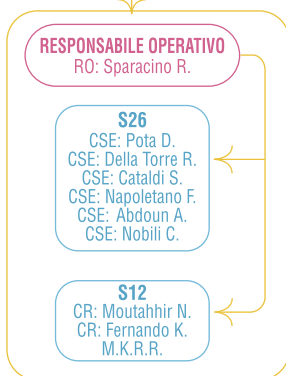 RESPONSABILE OPERATIVO
RO: Sparacino R.
S26
CSE: Pota D.
CSE: Della Torre R.
CSE: Cataldi S.
CSE: Napoletano F.
CSE: Abdoun A.
CSE: Nobili C.
S12
CR: Moutahhir N.
CR: Fernando K.
M.K.R.R.